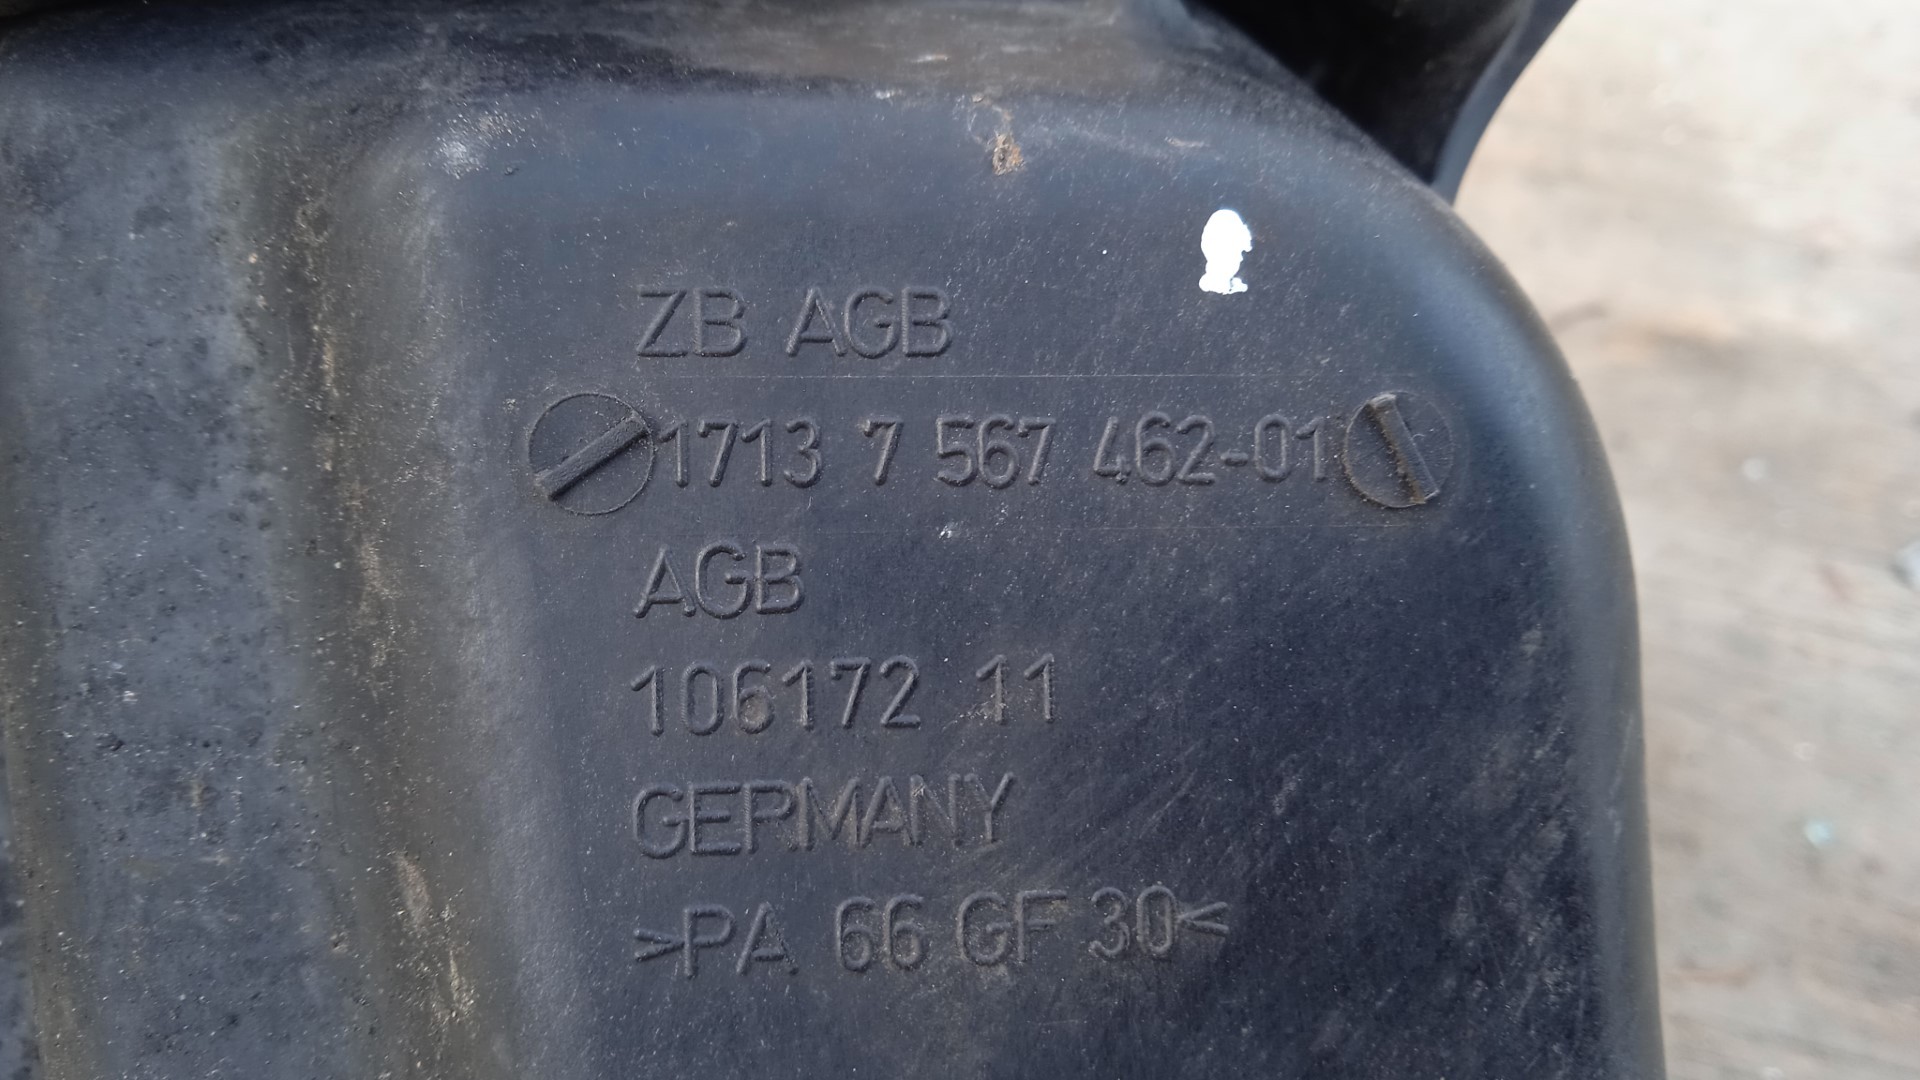 ZB AGB
1713 7 567 462-01
AGB
106172 11
GERMANY
>PA 66 GF 30<